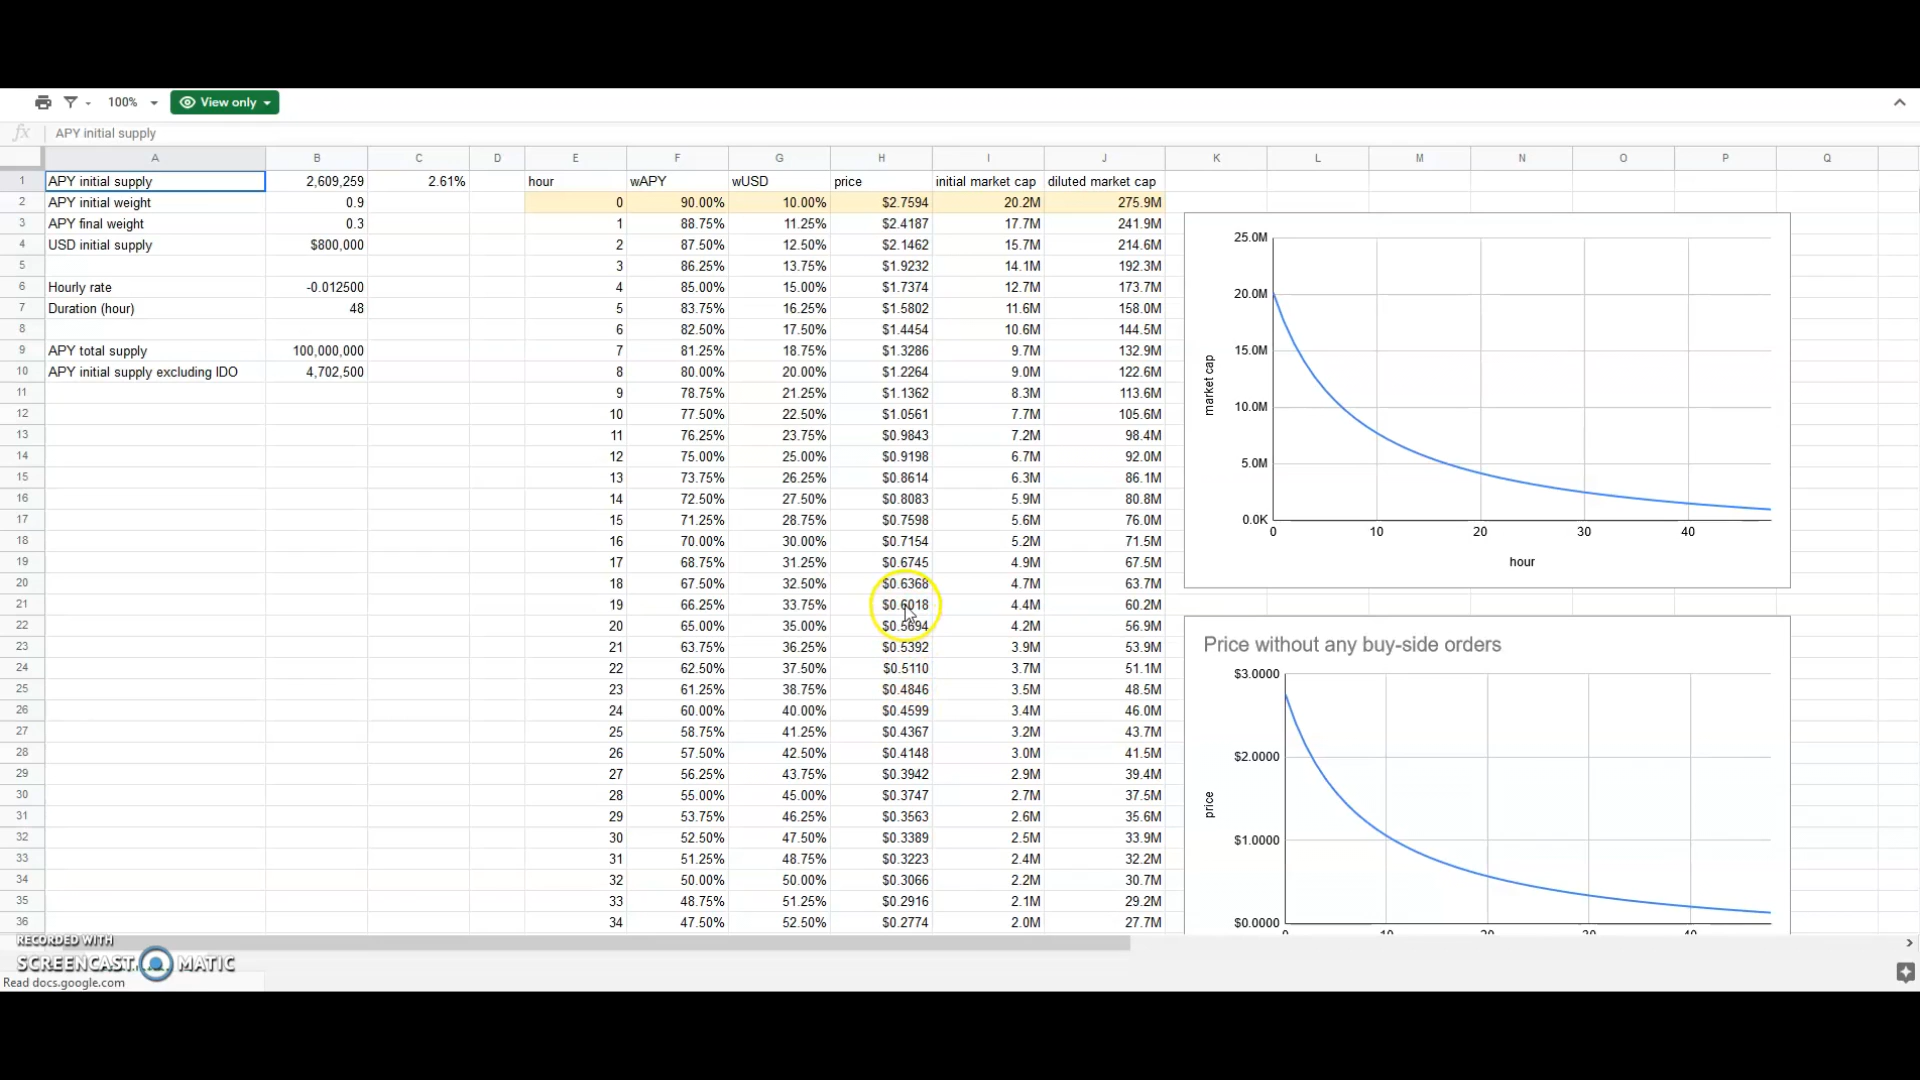 100% View only
fx APY initial supply
A B C D E F G H I J K L M N O P Q
1 APY initial supply 2,609,259 2.61% hour wAPY wUSD price initial market cap diluted market cap
2 APY initial weight 0.9 0 90.00% 10.00% $2.7594 20.2M 275.9M
3 APY final weight 0.3 1 88.75% 11.25% $2.4187 17.7M 241.9M
4 USD initial supply $800,000 2 87.50% 12.50% $2.1462 15.7M 214.6M
5 3 86.25% 13.75% $1.9232 14.1M 192.3M
6 Hourly rate -0.012500 4 85.00% 15.00% $1.7374 12.7M 173.7M
7 Duration (hour) 48 5 83.75% 16.25% $1.5802 11.6M 158.0M
8 6 82.50% 17.50% $1.4454 10.6M 144.5M
9 APY total supply 100,000,000 7 81.25% 18.75% $1.3286 9.7M 132.9M
10 APY initial supply excluding IDO 4,702,500 8 80.00% 20.00% $1.2264 9.0M 122.6M
11 9 78.75% 21.25% $1.1362 8.3M 113.6M
12 10 77.50% 22.50% $1.0561 7.7M 105.6M
13 11 76.25% 23.75% $0.9843 7.2M 98.4M
14 12 75.00% 25.00% $0.9198 6.7M 92.0M
15 13 73.75% 26.25% $0.8614 6.3M 86.1M
16 14 72.50% 27.50% $0.8083 5.9M 80.8M
17 15 71.25% 28.75% $0.7598 5.6M 76.0M
18 16 70.00% 30.00% $0.7154 5.2M 71.5M
19 17 68.75% 31.25% $0.6745 4.9M 67.5M
20 18 67.50% 32.50% $0.6368 4.7M 63.7M
21 19 66.25% 33.75% $0.6018 4.4M 60.2M
22 20 65.00% 35.00% $0.5694 4.2M 56.9M
23 21 63.75% 36.25% $0.5392 3.9M 53.9M
24 22 62.50% 37.50% $0.5110 3.7M 51.1M
25 23 61.25% 38.75% $0.4846 3.5M 48.5M
26 24 60.00% 40.00% $0.4599 3.4M 46.0M
27 25 58.75% 41.25% $0.4367 3.2M 43.7M
28 26 57.50% 42.50% $0.4148 3.0M 41.5M
29 27 56.25% 43.75% $0.3942 2.9M 39.4M
30 28 55.00% 45.00% $0.3747 2.7M 37.5M
31 29 53.75% 46.25% $0.3563 2.6M 35.6M
32 30 52.50% 47.50% $0.3389 2.5M 33.9M
33 31 51.25% 48.75% $0.3223 2.4M 32.2M
34 32 50.00% 50.00% $0.3066 2.2M 30.7M
35 33 48.75% 51.25% $0.2916 2.1M 29.2M
36 34 47.50% 52.50% $0.2774 2.0M 27.7M
25.0M
20.0M
15.0M
10.0M
5.0M
0.0K
market cap
0 10 20 30 40
hour
Price without any buy-side orders
$3.0000
$2.0000
$1.0000
$0.0000
price
0 10 20 30 40
RECORDED WITH
SCREENCAST MATIC
Read docs.google.com